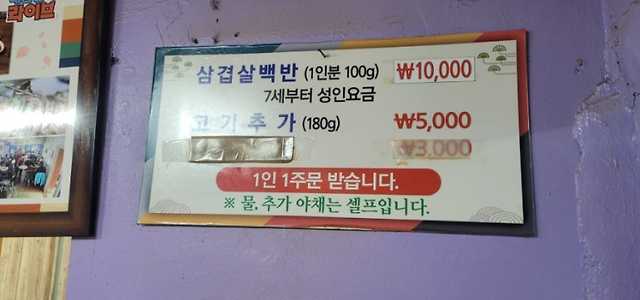 라이브
삼겹살백반 (1인분 100g) ₩10,000
7세부터 성인요금
고기추가 (180g) ₩5,000
₩3,000
1인 1주문 받습니다.
※ 물, 추가 야채는 셀프입니다.